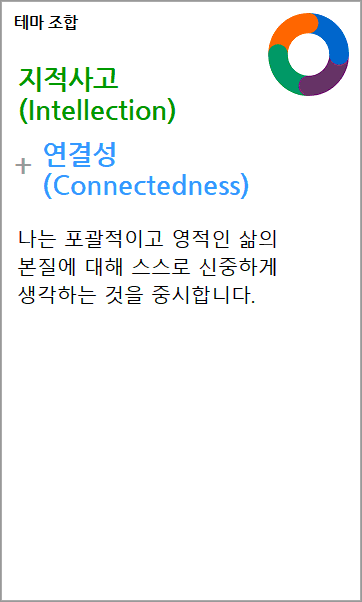 테마 조합
지적사고
(Intellection)
+ 연결성
(Connectedness)
나는 포괄적이고 영적인 삶의
본질에 대해 스스로 신중하게
생각하는 것을 중시합니다.